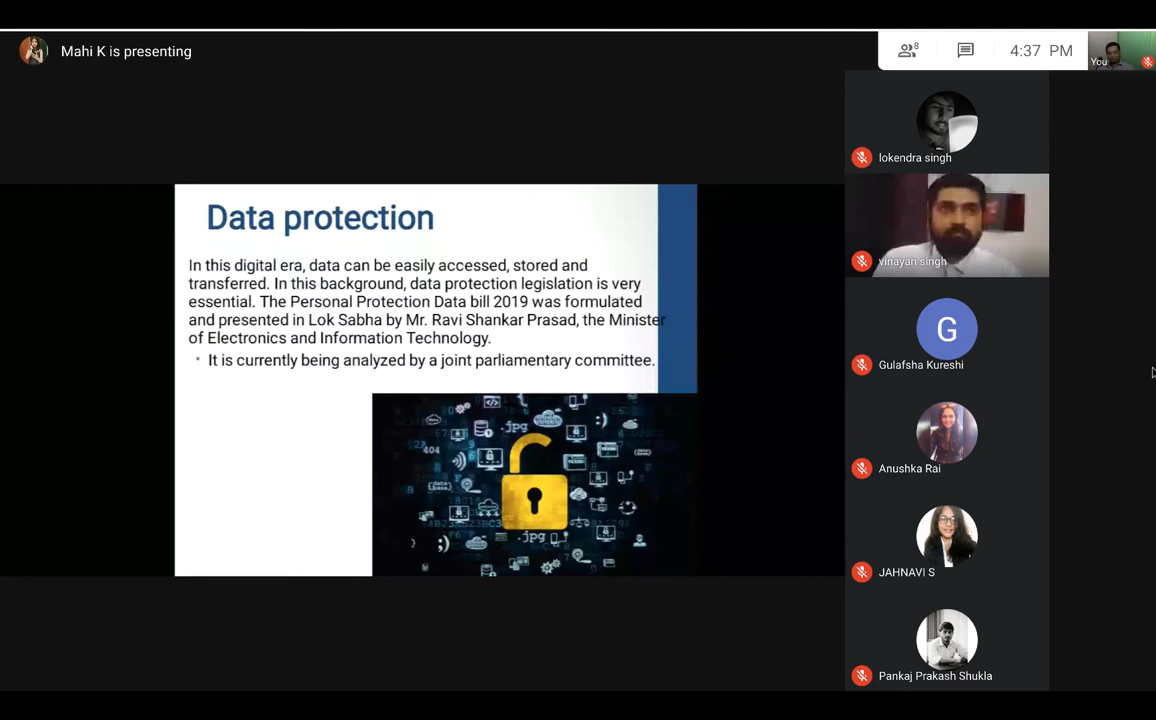 Mahi K is presenting
8
4:37 PM
You
lokendra singh
vinayan singh
Gulafsha Kureshi
G
Anushka Rai
JAHNAVI S
Pankaj Prakash Shukla
Data protection
In this digital era, data can be easily accessed, stored and
transferred. In this background, data protection legislation is very
essential. The Personal Protection Data bill 2019 was formulated
and presented in Lok Sabha by Mr. Ravi Shankar Prasad, the Minister
of Electronics and Information Technology.
• It is currently being analyzed by a joint parliamentary committee.
.jpg
404
.jpg